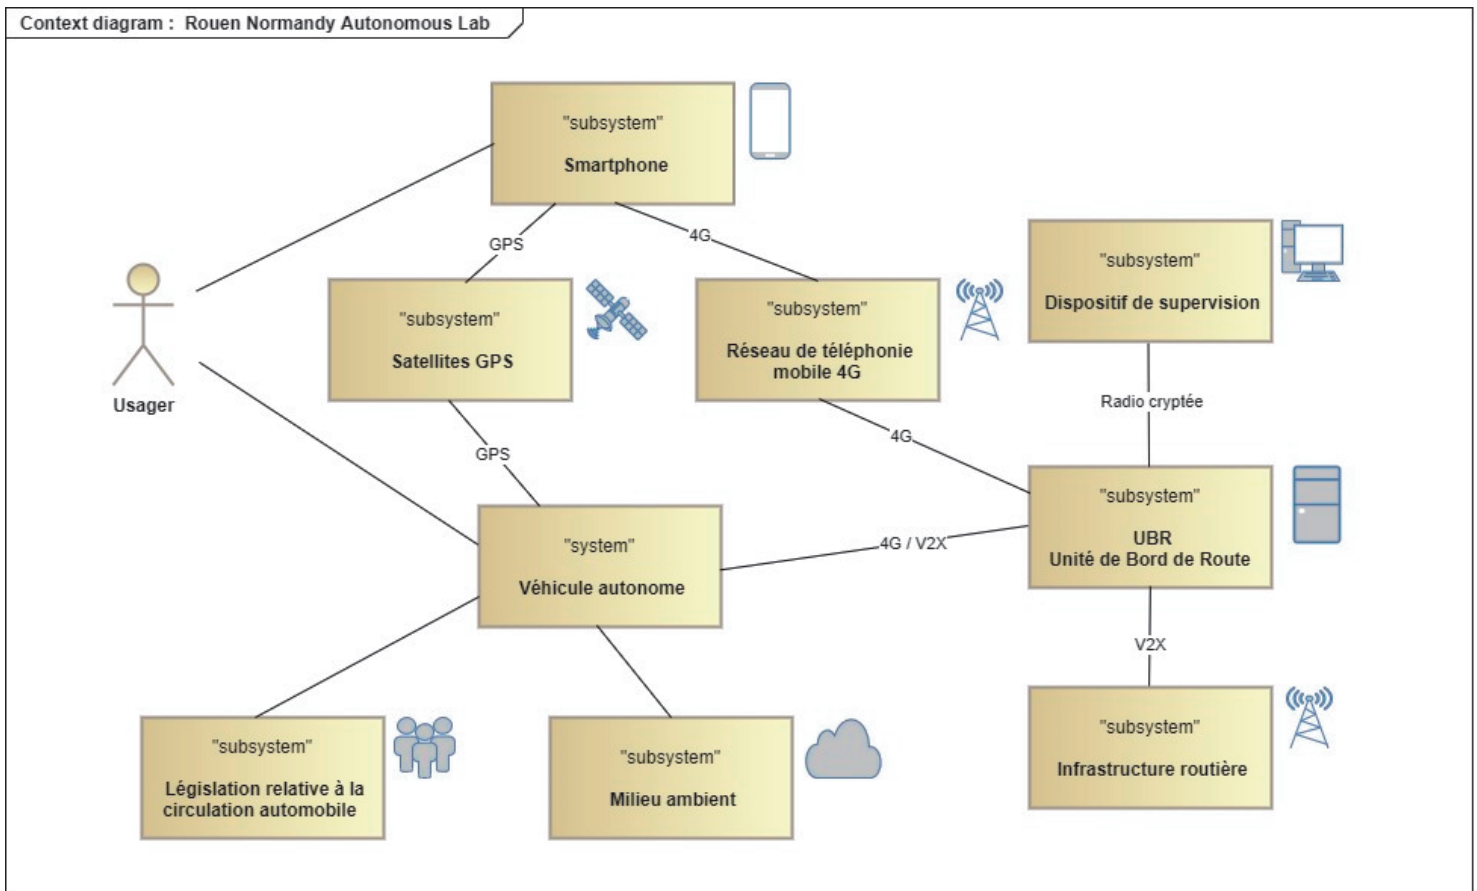 Context diagram : Rouen Normandy Autonomous Lab
"subsystem"
Smartphone
GPS
4G
"subsystem"
Dispositif de supervision
"subsystem"
Satellites GPS
"subsystem"
Réseau de téléphonie
mobile 4G
Usager
Radio cryptée
GPS
4G
"subsystem"
UBR
Unité de Bord de Route
"system"
Véhicule autonome
4G / V2X
V2X
"subsystem"
Législation relative à la
circulation automobile
"subsystem"
Milieu ambient
"subsystem"
Infrastructure routière